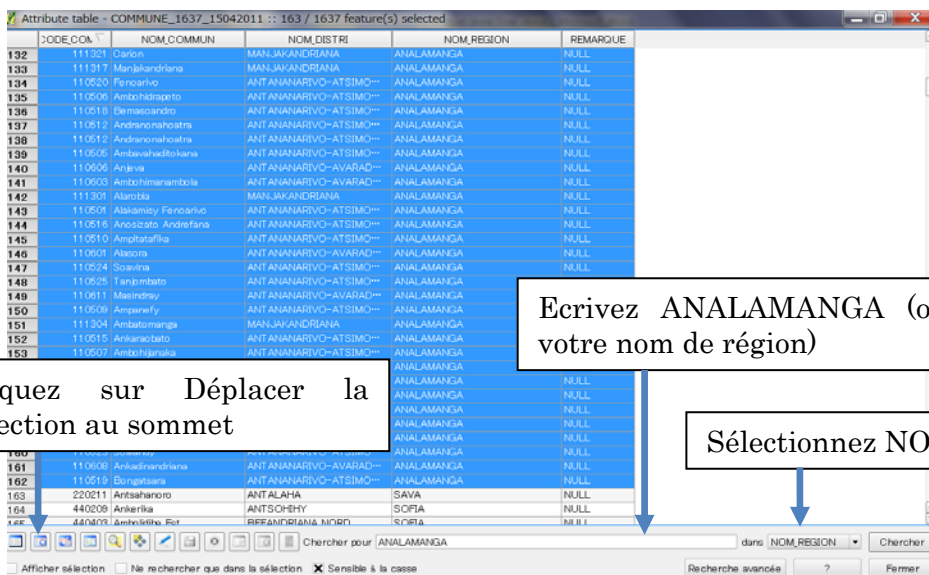 Attribute table - COMMUNE_1637_15042011 :: 163 / 1637 feature(s) selected
CODE_COM NOM_COMMUN NOM_DISTRI NOM_REGION REMARQUE
132 111321 Carion MANJAKANDRIANA ANALAMANGA NULL
133 111317 Manjakandriana MANJAKANDRIANA ANALAMANGA NULL
134 110520 Fenoarivo ANTANANARIVO-ATSIMO... ANALAMANGA NULL
135 110506 Ambohidrapeto ANTANANARIVO-ATSIMO... ANALAMANGA NULL
136 110518 Bemasoandro ANTANANARIVO-ATSIMO... ANALAMANGA NULL
137 110512 Andranonahoatra ANTANANARIVO-ATSIMO... ANALAMANGA NULL
138 110512 Andranonahoatra ANTANANARIVO-ATSIMO... ANALAMANGA NULL
139 110505 Ambavahaditokana ANTANANARIVO-ATSIMO... ANALAMANGA NULL
140 110606 Anjeva ANTANANARIVO-AVARAD... ANALAMANGA NULL
141 110603 Ambohimanambola ANTANANARIVO-AVARAD... ANALAMANGA NULL
142 111301 Alarobia MANJAKANDRIANA ANALAMANGA NULL
143 110501 Alakamisy Fenoarivo ANTANANARIVO-ATSIMO... ANALAMANGA NULL
144 110516 Anosizato Andrefana ANTANANARIVO-ATSIMO... ANALAMANGA NULL
145 110510 Ampitatafika ANTANANARIVO-ATSIMO... ANALAMANGA NULL
146 110601 Alasora ANTANANARIVO-AVARAD... ANALAMANGA NULL
147 110524 Soavina ANTANANARIVO-ATSIMO... ANALAMANGA NULL
148 110525 Tanjombato ANTANANARIVO-ATSIMO... ANALAMANGA
149 110611 Masindray ANTANANARIVO-AVARAD... ANALAMANGA
150 110509 Ampanefy ANTANANARIVO-ATSIMO... ANALAMANGA
151 111304 Ambatomanga MANJAKANDRIANA ANALAMANGA
152 110515 Ankaraobato ANTANANARIVO-ATSIMO... ANALAMANGA
153 110507 Ambohijanaka ANTANANARIVO-ATSIMO... ANALAMANGA
Ecrivez ANALAMANGA (o
votre nom de région)
ANALAMANGA
ANALAMANGA NULL
ANALAMANGA NULL
ANALAMANGA NULL
ANALAMANGA NULL
ANALAMANGA NULL
quez sur Déplacer la
ection au sommet
Sélectionnez NO
160 ANALAMANGA NULL
161 110608 Ankadinandriana ANTANANARIVO-AVARAD... ANALAMANGA NULL
162 110519 Bongatsara ANTANANARIVO-ATSIMO... ANALAMANGA NULL
163 220211 Antsahanoro ANTALAHA SAVA NULL
164 440209 Ankerika ANTSOHIHY SOFIA NULL
165 440403 Ambolidibe Est BEFANDRIANA NORD SOFIA NULL
Chercher pour ANALAMANGA dans NOM_REGION Chercher
Afficher sélection Ne rechercher que dans la sélection Sensible à la casse Recherche avancée ? Fermer